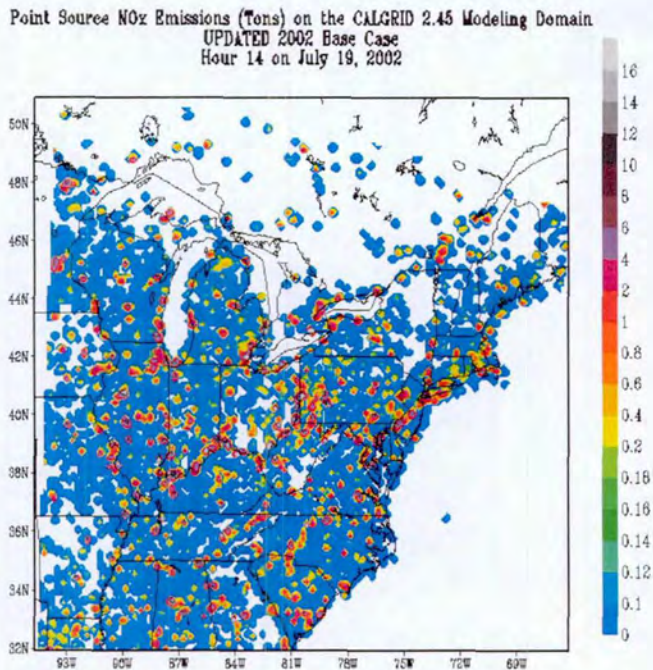 Point Source NOx Emissions (Tons) on the CALGRID 2.45 Modeling Domain
UPDATED 2002 Base Case
Hour 14 on July 19, 2002
50N
48N
46N
44N
42N
40N
38N
36N
34N
32N
93W
90W
87W
84W
81W
78W
75W
72W
69W
16
14
12
10
8
6
4
2
1
0.8
0.6
0.4
0.2
0.18
0.16
0.14
0.12
0.1
0